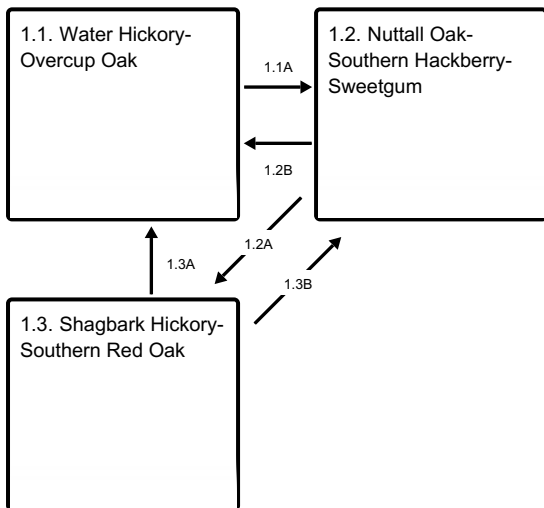 1.1. Water Hickory-
Overcup Oak
1.2. Nuttall Oak-
Southern Hackberry-
Sweetgum
1.1A
1.2B
1.2A
1.3A
1.3B
1.3. Shagbark Hickory-
Southern Red Oak